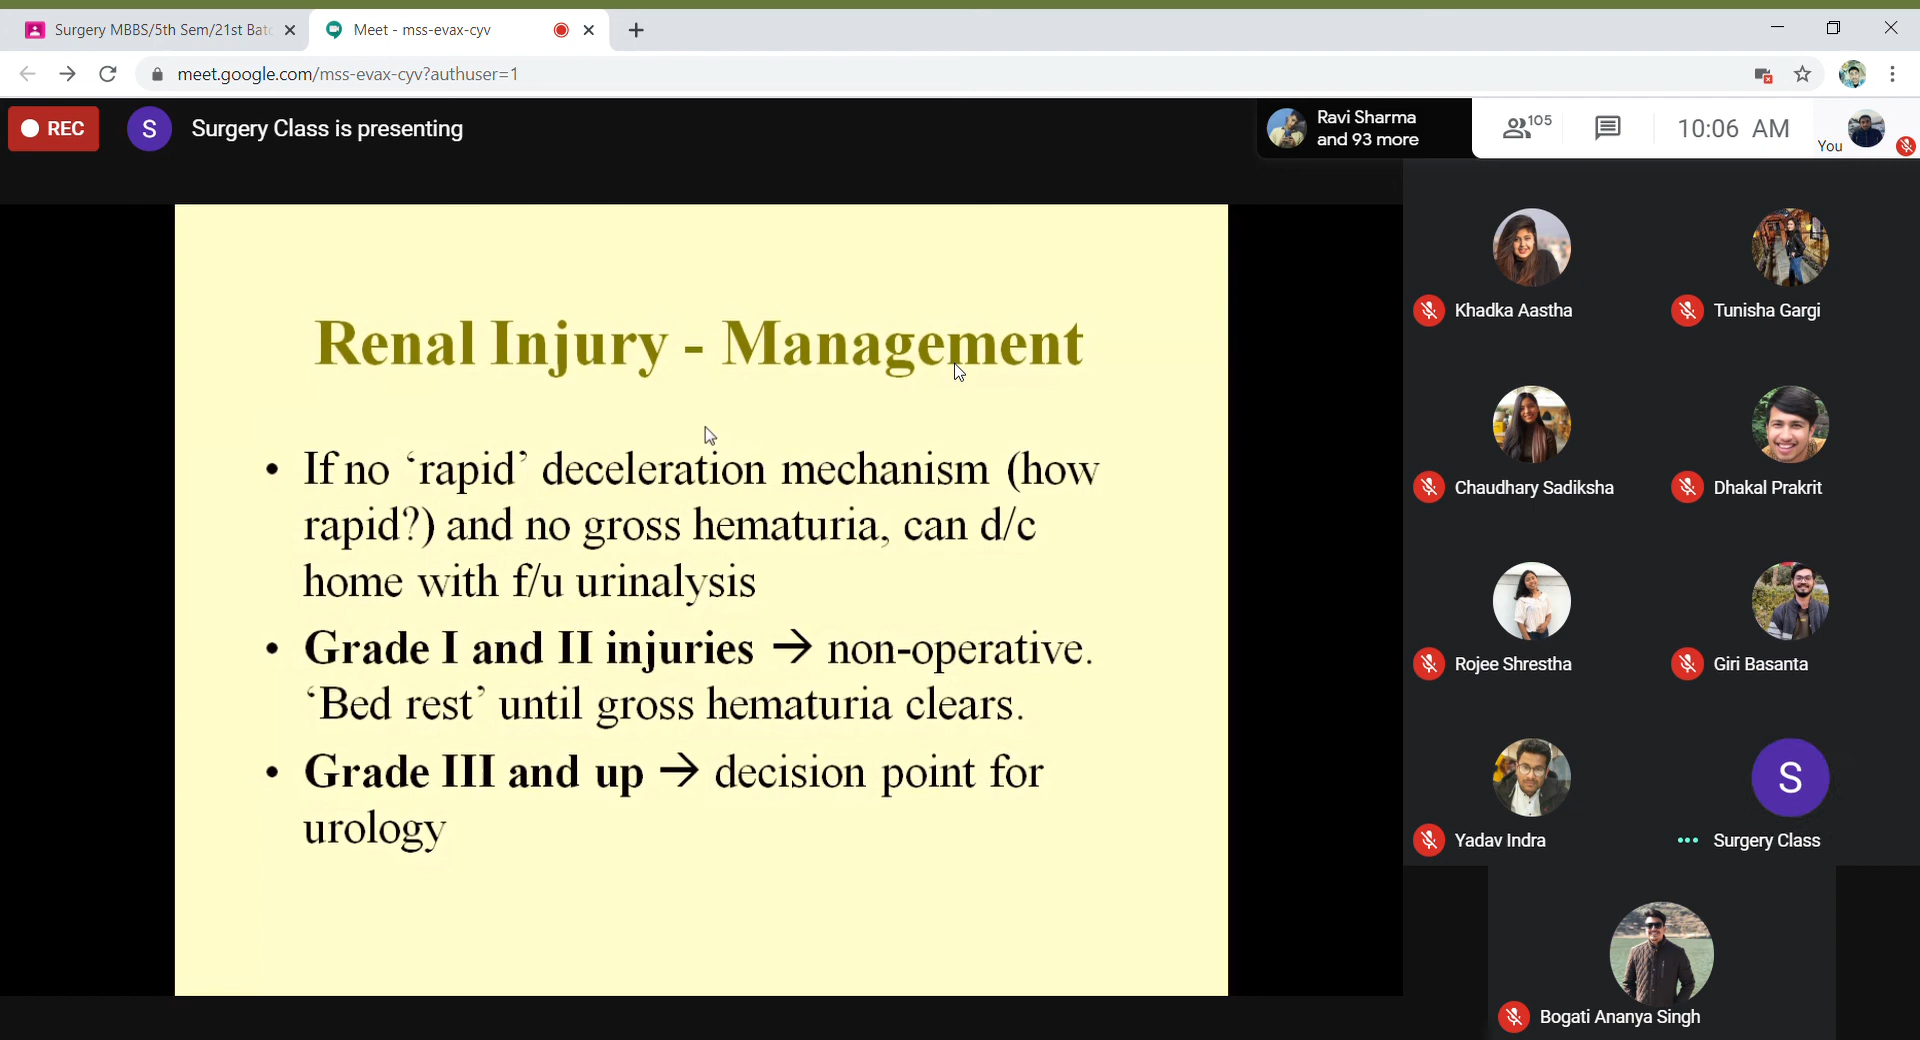 Surgery MBBS/5th Sem/21st Batc
Meet - mss-evax-cyv
meet.google.com/mss-evax-cyv?authuser=1
REC
S
Surgery Class is presenting
Ravi Sharma
and 93 more
105
10:06 AM
You
Renal Injury - Management
• If no ‘rapid’ deceleration mechanism (how
rapid?) and no gross hematuria, can d/c
home with f/u urinalysis
• Grade I and II injuries → non-operative.
‘Bed rest’ until gross hematuria clears.
• Grade III and up → decision point for
urology
Khadka Aastha
Tunisha Gargi
Chaudhary Sadiksha
Dhakal Prakrit
Rojee Shrestha
Giri Basanta
Yadav Indra
S
Surgery Class
Bogati Ananya Singh